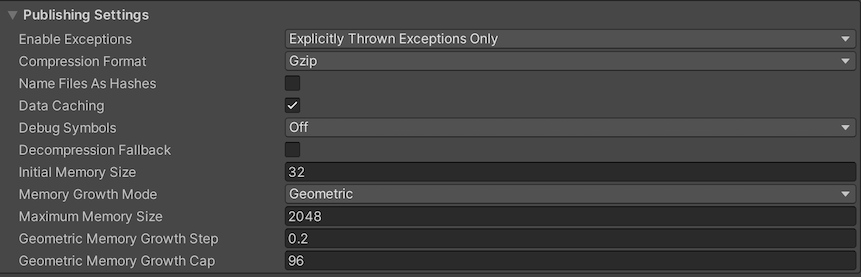 Publishing Settings
Enable Exceptions Explicitly Thrown Exceptions Only
Compression Format Gzip
Name Files As Hashes
Data Caching
Debug Symbols Off
Decompression Fallback
Initial Memory Size 32
Memory Growth Mode Geometric
Maximum Memory Size 2048
Geometric Memory Growth Step 0.2
Geometric Memory Growth Cap 96